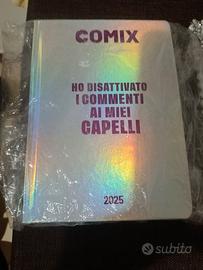 COMIX
HO DISATTIVATO
I COMMENTI
AI MIEI
CAPELLI
2025
subito